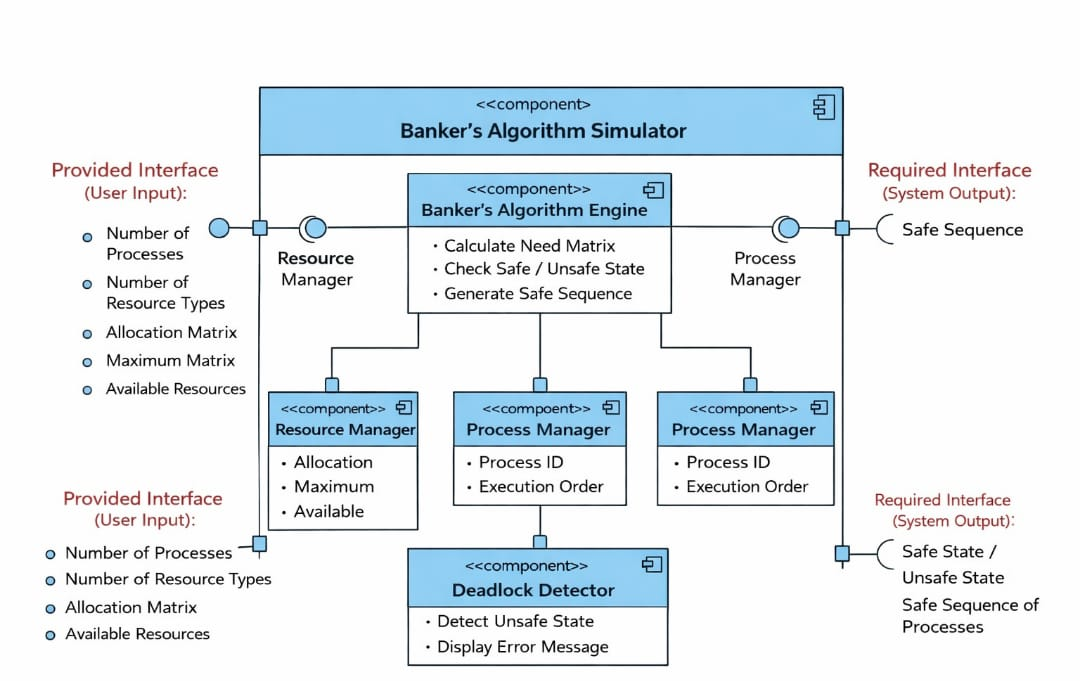 <<component>
Banker's Algorithm Simulator
Provided Interface
(User Input):
Number of
Processes
Number of
Resource Types
Allocation Matrix
Maximum Matrix
Available Resources
Resource
Manager
<<component>>
Banker's Algorithm Engine
• Calculate Need Matrix
• Check Safe / Unsafe State
• Generate Safe Sequence
Process
Manager
Required Interface
(System Output):
Safe Sequence
<<component>>
Resource Manager
• Allocation
• Maximum
• Available
<<compoent>>
Process Manager
• Process ID
• Execution Order
<<component>>
Process Manager
• Process ID
• Execution Order
Provided Interface
(User Input):
Number of Processes
Number of Resource Types
Allocation Matrix
Available Resources
<<component>>
Deadlock Detector
• Detect Unsafe State
• Display Error Message
Required Interface
(System Output):
Safe State /
Unsafe State
Safe Sequence of
Processes